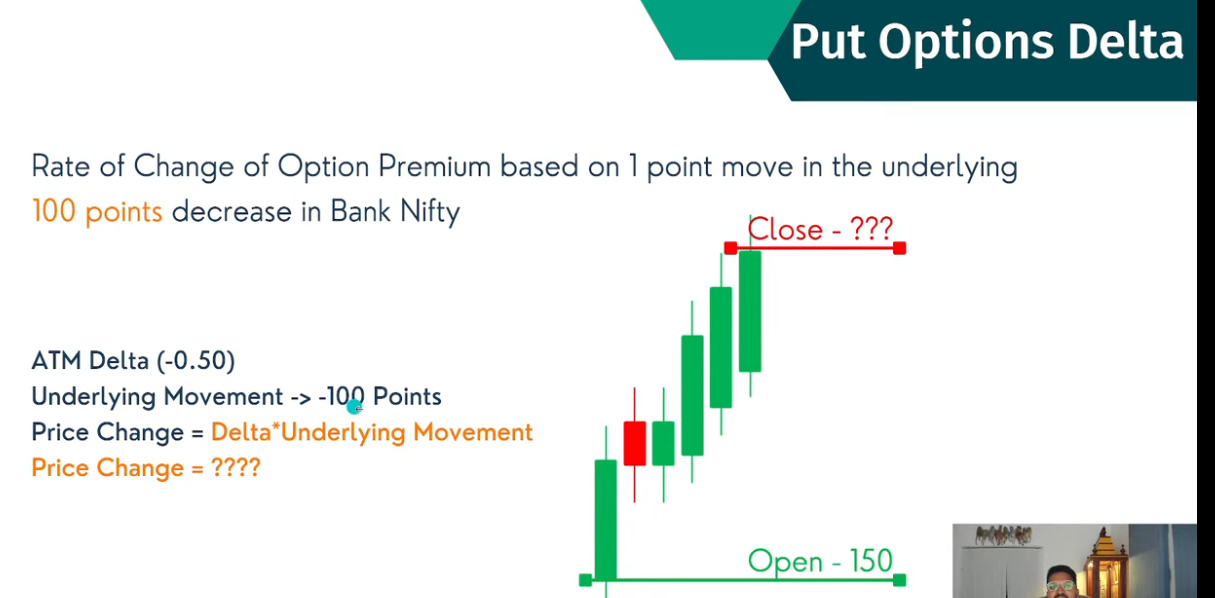 Put Options Delta
Rate of Change of Option Premium based on 1 point move in the underlying
100 points decrease in Bank Nifty
Close - ???
ATM Delta (-0.50)
Underlying Movement -> -100 Points
Price Change = Delta*Underlying Movement
Price Change = ????
Open - 150